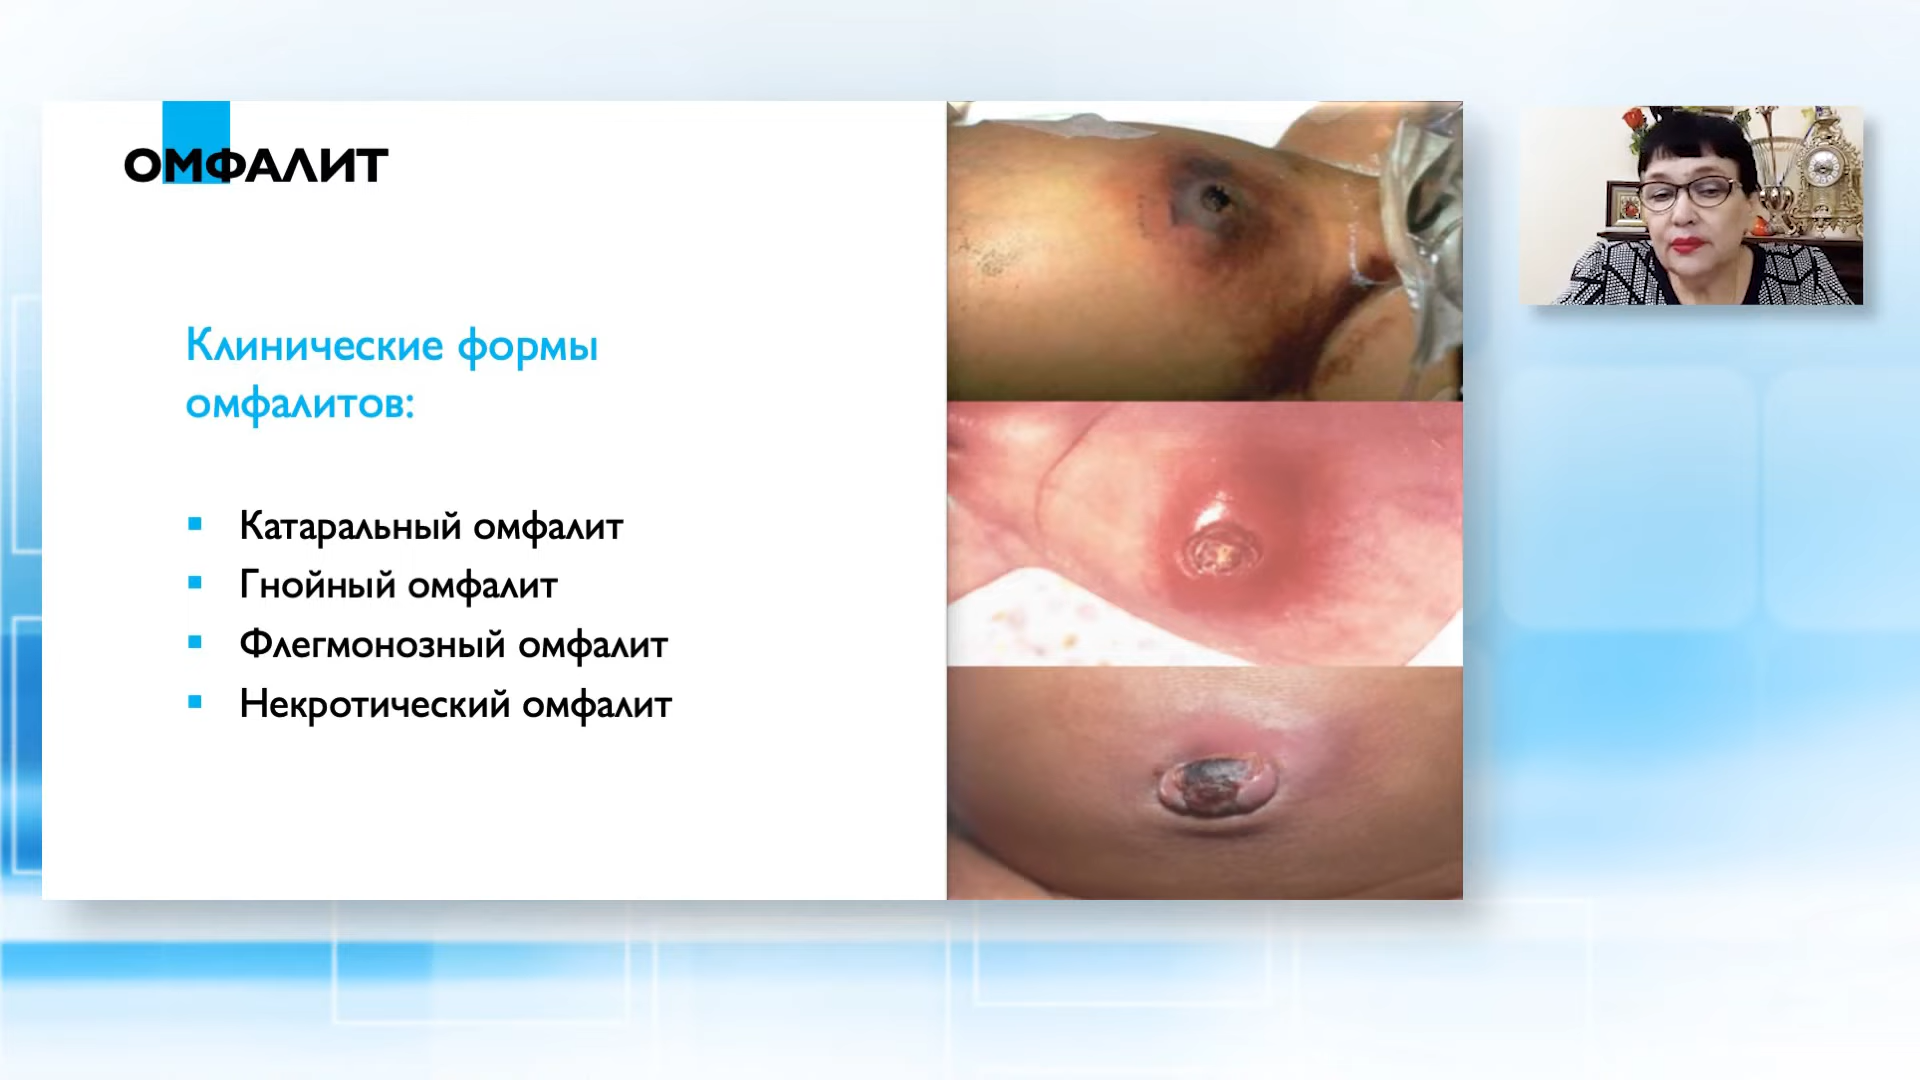 ОМФАЛИТ
Клинические формы
омфалитов:
Катаральный омфалит
Гнойный омфалит
Флегмонозный омфалит
Некротический омфалит